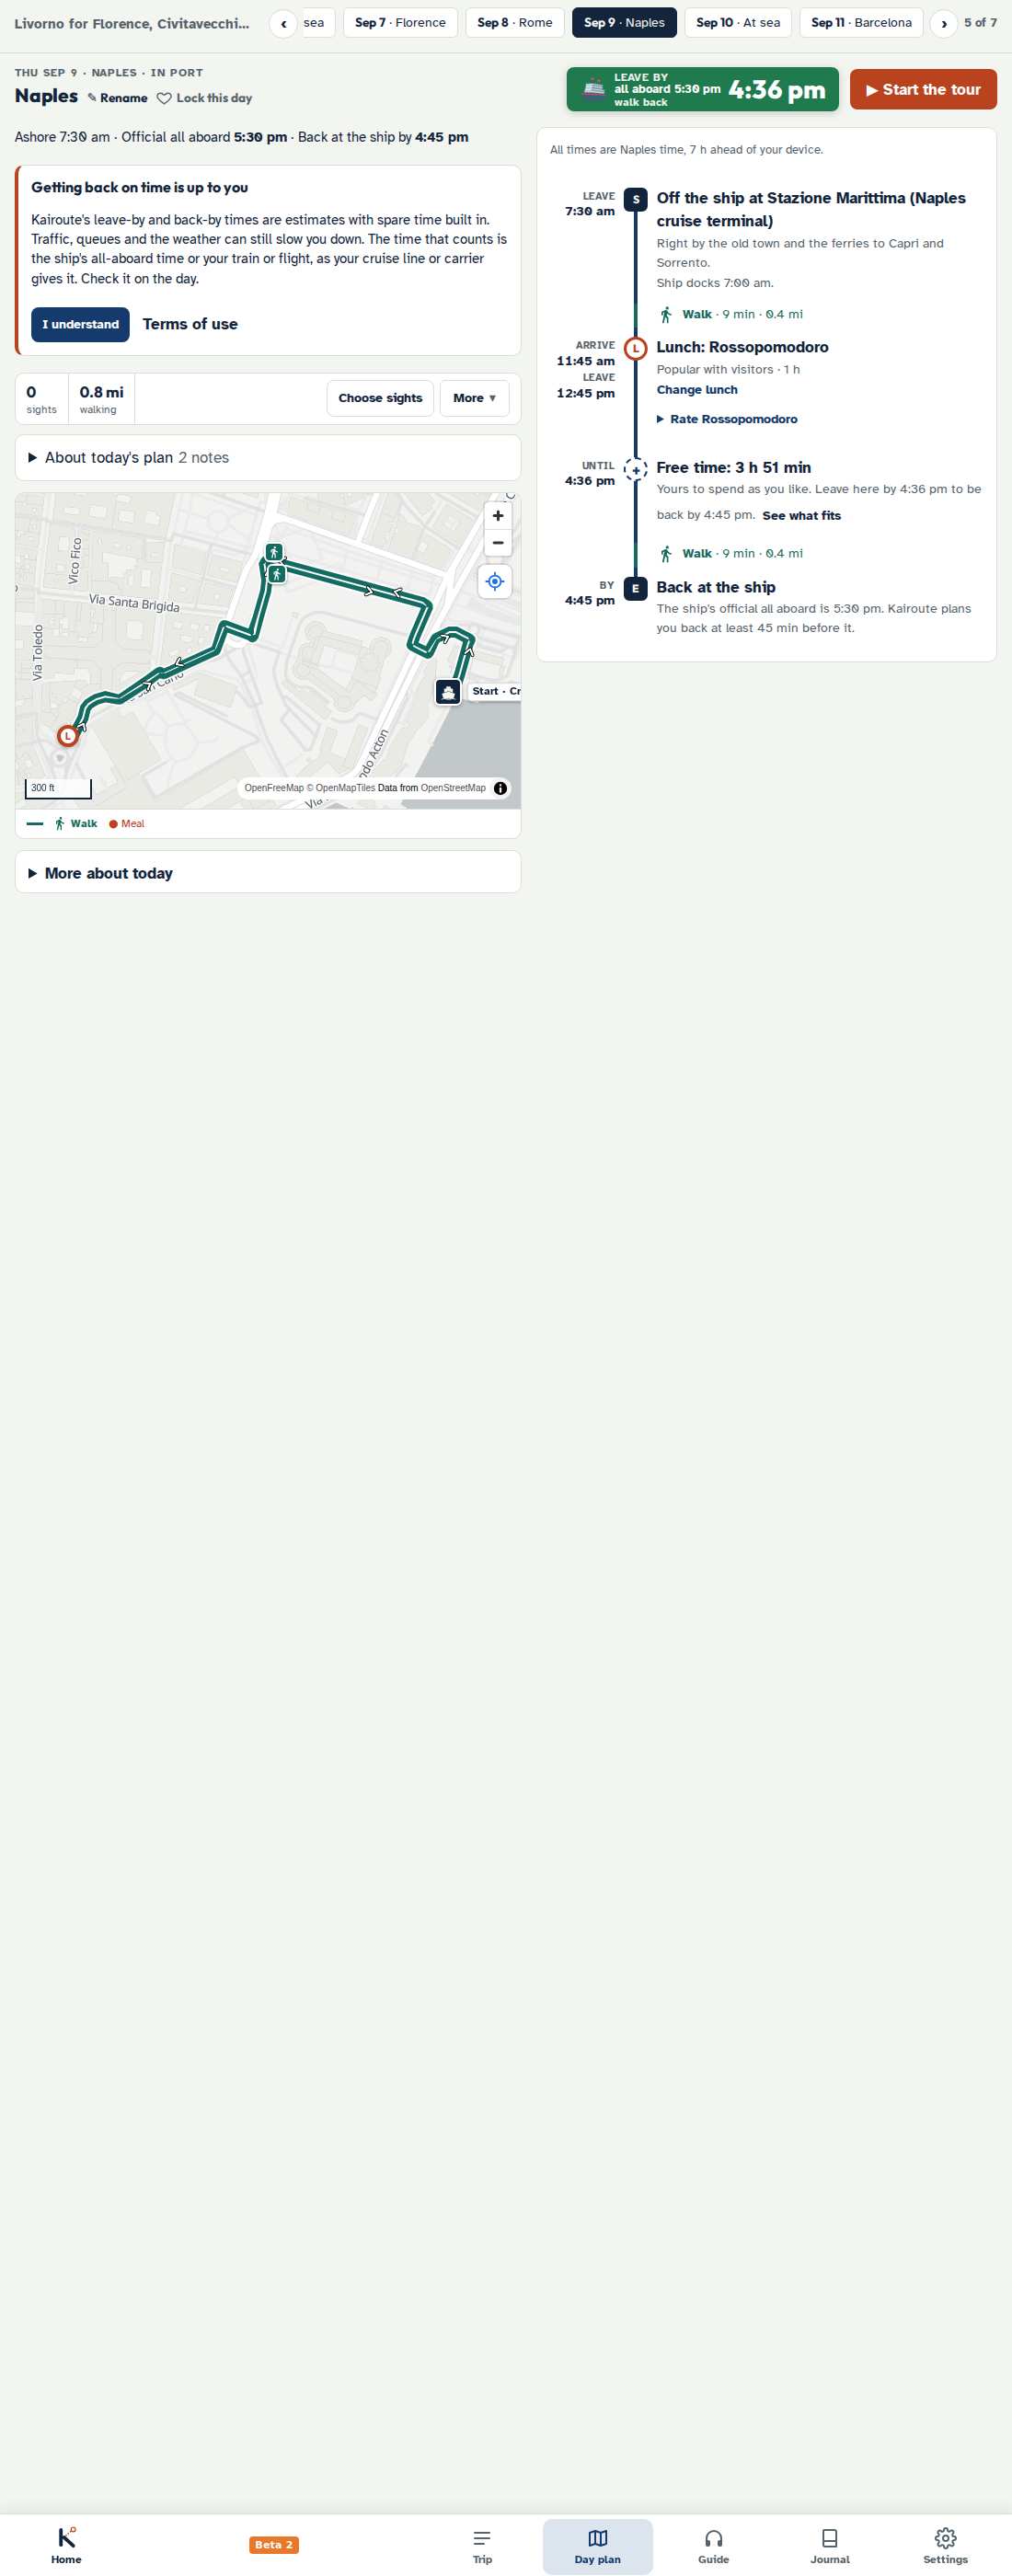 Livorno for Florence, Civitavecchi...
‹
sea
Sep 7 · Florence
Sep 8 · Rome
Sep 9 · Naples
Sep 10 · At sea
Sep 11 · Barcelona
›
5 of 7
THU SEP 9 · NAPLES · IN PORT
Naples ✎ Rename Lock this day
LEAVE BY
all aboard 5:30 pm
walk back
4:36 pm
▶ Start the tour
Ashore 7:30 am · Official all aboard 5:30 pm · Back at the ship by 4:45 pm
Getting back on time is up to you
Kairoute's leave-by and back-by times are estimates with spare time built in.
Traffic, queues and the weather can still slow you down. The time that counts is
the ship's all-aboard time or your train or flight, as your cruise line or carrier
gives it. Check it on the day.
I understand
Terms of use
0
sights
0.8 mi
walking
Choose sights
More ▼
▶ About today's plan 2 notes
Vico Fico
Via Santa Brigida
Via Toledo
San Carlo
Start · Cr
ndo Acton
Via
+
−
300 ft
OpenFreeMap © OpenMapTiles Data from OpenStreetMap
L
Walk
Meal
▶ More about today
All times are Naples time, 7 h ahead of your device.
LEAVE
7:30 am
S
Off the ship at Stazione Marittima (Naples
cruise terminal)
Right by the old town and the ferries to Capri and
Sorrento.
Ship docks 7:00 am.
Walk · 9 min · 0.4 mi
ARRIVE
11:45 am
LEAVE
12:45 pm
L
Lunch: Rossopomodoro
Popular with visitors · 1 h
Change lunch
▶ Rate Rossopomodoro
UNTIL
4:36 pm
+
Free time: 3 h 51 min
Yours to spend as you like. Leave here by 4:36 pm to be
back by 4:45 pm. See what fits
Walk · 9 min · 0.4 mi
BY
4:45 pm
E
Back at the ship
The ship's official all aboard is 5:30 pm. Kairoute plans
you back at least 45 min before it.
Home
Beta 2
Trip
Day plan
Guide
Journal
Settings